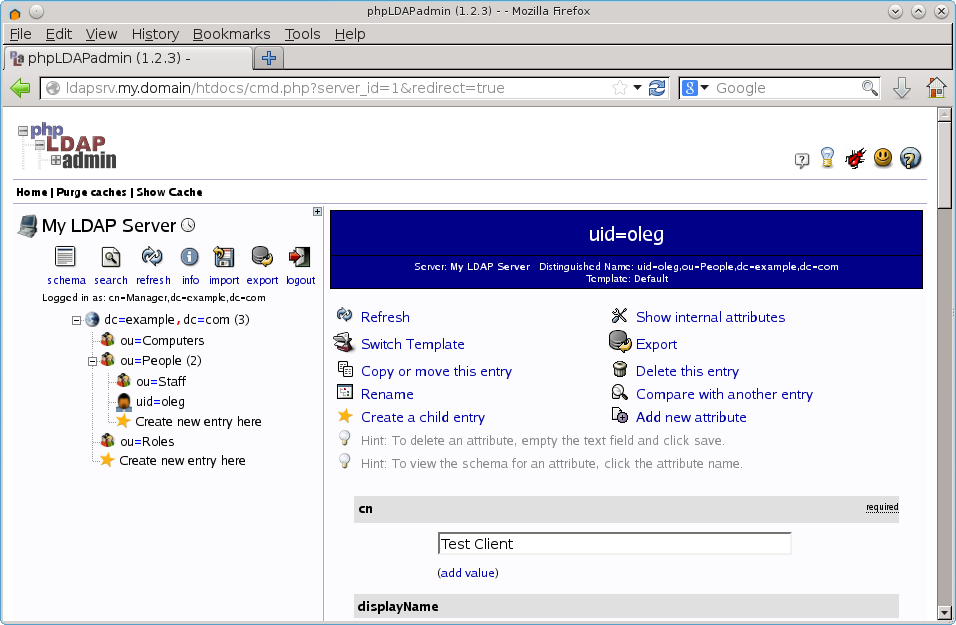 phpLDAPadmin (1.2.3) - - Mozilla Firefox
File Edit View History Bookmarks Tools Help
phpLDAPadmin (1.2.3) -
ldapsrv.my.domain/htdocs/cmd.php?server_id=1&redirect=true
8 Google
php
LDAP
admin
Home | Purge caches | Show Cache
My LDAP Server
schema search refresh info import export logout
Logged in as: cn=Manager,dc=example,dc=com
dc=example,dc=com (3)
ou=Computers
ou=People (2)
ou=Staff
uid=oleg
Create new entry here
ou=Roles
Create new entry here
uid=oleg
Server: My LDAP Server Distinguished Name: uid=oleg,ou=People,dc=example,dc=com
Template: Default
Refresh
Show internal attributes
Switch Template
Export
Copy or move this entry
Delete this entry
Rename
Compare with another entry
Create a child entry
Add new attribute
Hint: To delete an attribute, empty the text field and click save.
Hint: To view the schema for an attribute, click the attribute name.
cn required
Test Client
(add value)
displayName